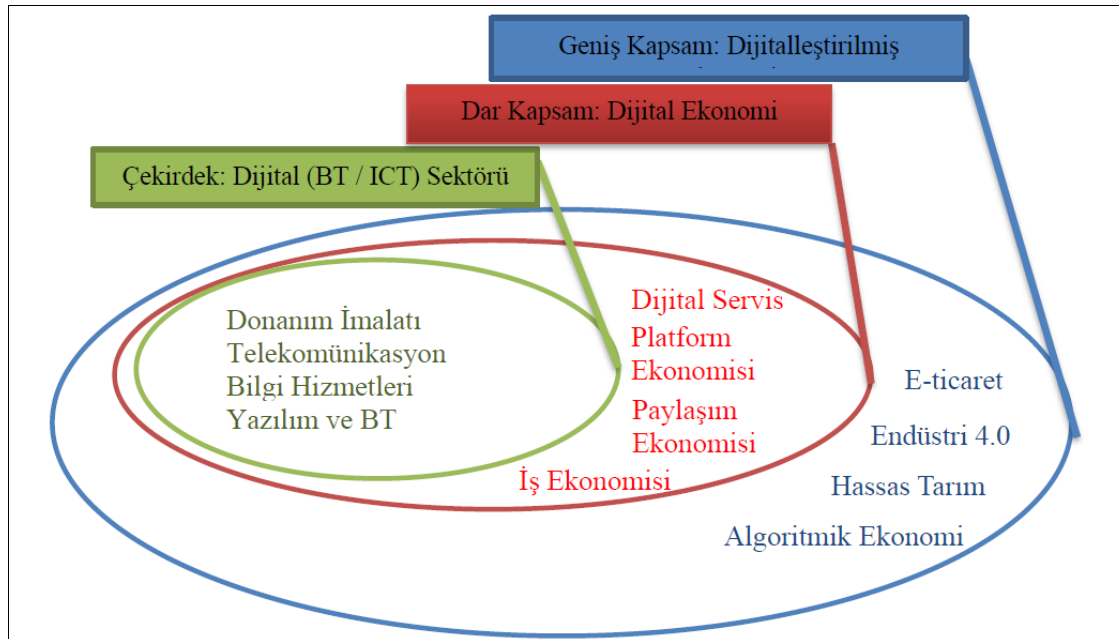 Geniş Kapsam: Dijitalleştirilmiş
Dar Kapsam: Dijital Ekonomi
Çekirdek: Dijital (BT / ICT) Sektörü
Donanım İmalatı
Telekomünikasyon
Bilgi Hizmetleri
Yazılım ve BT
Dijital Servis
Platform
Ekonomisi
Paylaşım
Ekonomisi
İş Ekonomisi
E-ticaret
Endüstri 4.0
Hassas Tarım
Algoritmik Ekonomi